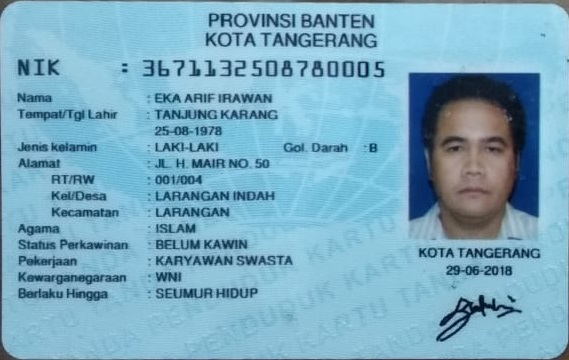 PROVINSI BANTEN
KOTA TANGERANG
NIK : 3671132508780005
Nama : EKA ARIF IRAWAN
Tempat/Tgl Lahir : TANJUNG KARANG
25-08-1978
Jenis kelamin : LAKI-LAKI Gol. Darah : B
Alamat : JL. H. MAIR NO. 50
RT/RW : 001/004
Kel/Desa : LARANGAN INDAH
Kecamatan : LARANGAN
Agama : ISLAM
Status Perkawinan : BELUM KAWIN
Pekerjaan : KARYAWAN SWASTA
Kewarganegaraan : WNI
Berlaku Hingga : SEUMUR HIDUP
KOTA TANGERANG
29-06-2018